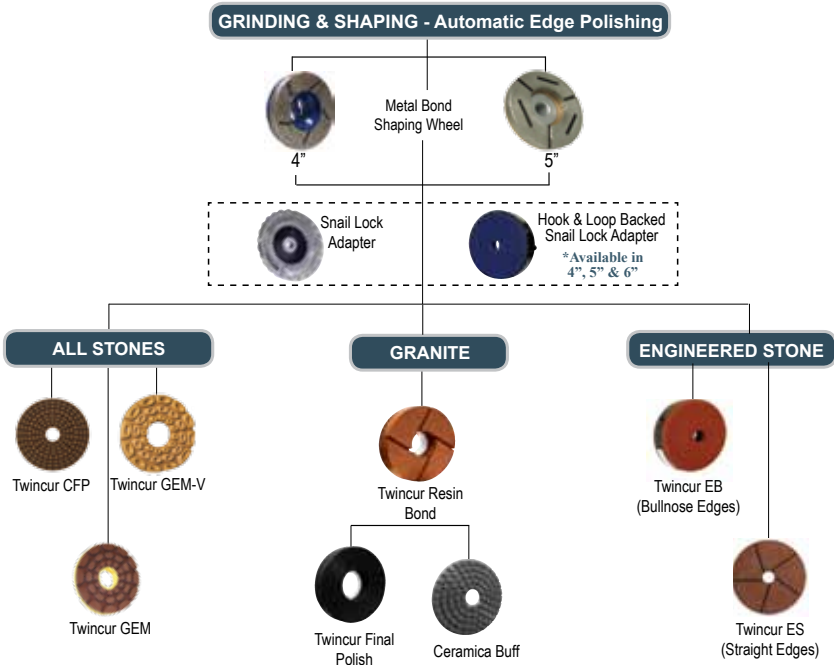 GRINDING & SHAPING - Automatic Edge Polishing
Metal Bond
Shaping Wheel
4”
5”
Snail Lock
Adapter
Hook & Loop Backed
Snail Lock Adapter
*Available in
4”, 5” & 6”
ALL STONES
GRANITE
ENGINEERED STONE
Twincur CFP
Twincur GEM-V
Twincur GEM
Twincur Resin
Bond
Twincur Final
Polish
Ceramica Buff
Twincur EB
(Bullnose Edges)
Twincur ES
(Straight Edges)